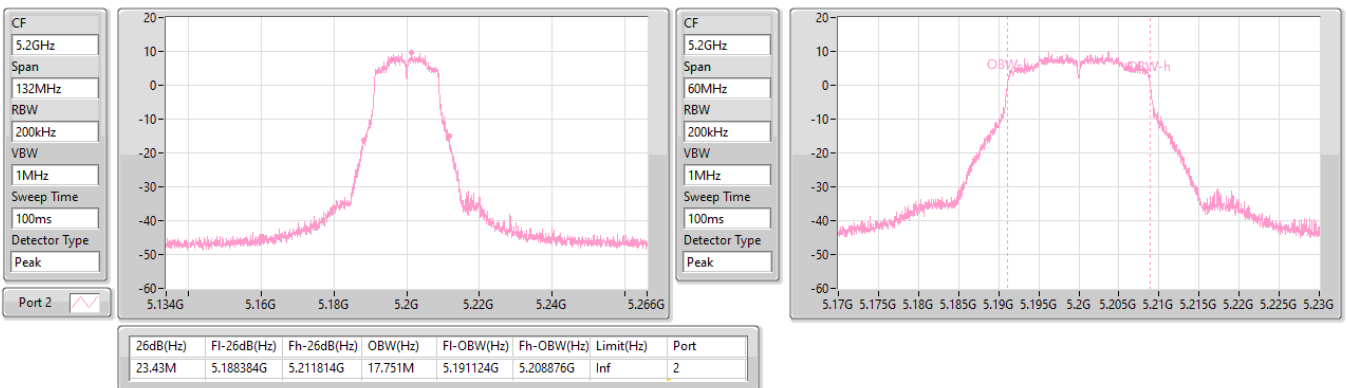 CF
5.2GHz
Span
132MHz
RBW
200kHz
VBW
1MHz
Sweep Time
100ms
Detector Type
Peak
Port 2
20
10
0
-10
-20
-30
-40
-50
-60
5.134G 5.16G 5.18G 5.2G 5.22G 5.24G 5.266G
CF
5.2GHz
Span
60MHz
RBW
200kHz
VBW
1MHz
Sweep Time
100ms
Detector Type
Peak
20
10
0
-10
-20
-30
-40
-50
-60
OBW-l OBW-h
5.17G 5.175G 5.18G 5.185G 5.19G 5.195G 5.2G 5.205G 5.21G 5.215G 5.22G 5.225G 5.23G
26dB(Hz) Fl-26dB(Hz) Fh-26dB(Hz) OBW(Hz) Fl-OBW(Hz) Fh-OBW(Hz) Limit(Hz) Port
23.43M 5.188384G 5.211814G 17.751M 5.191124G 5.208876G Inf 2